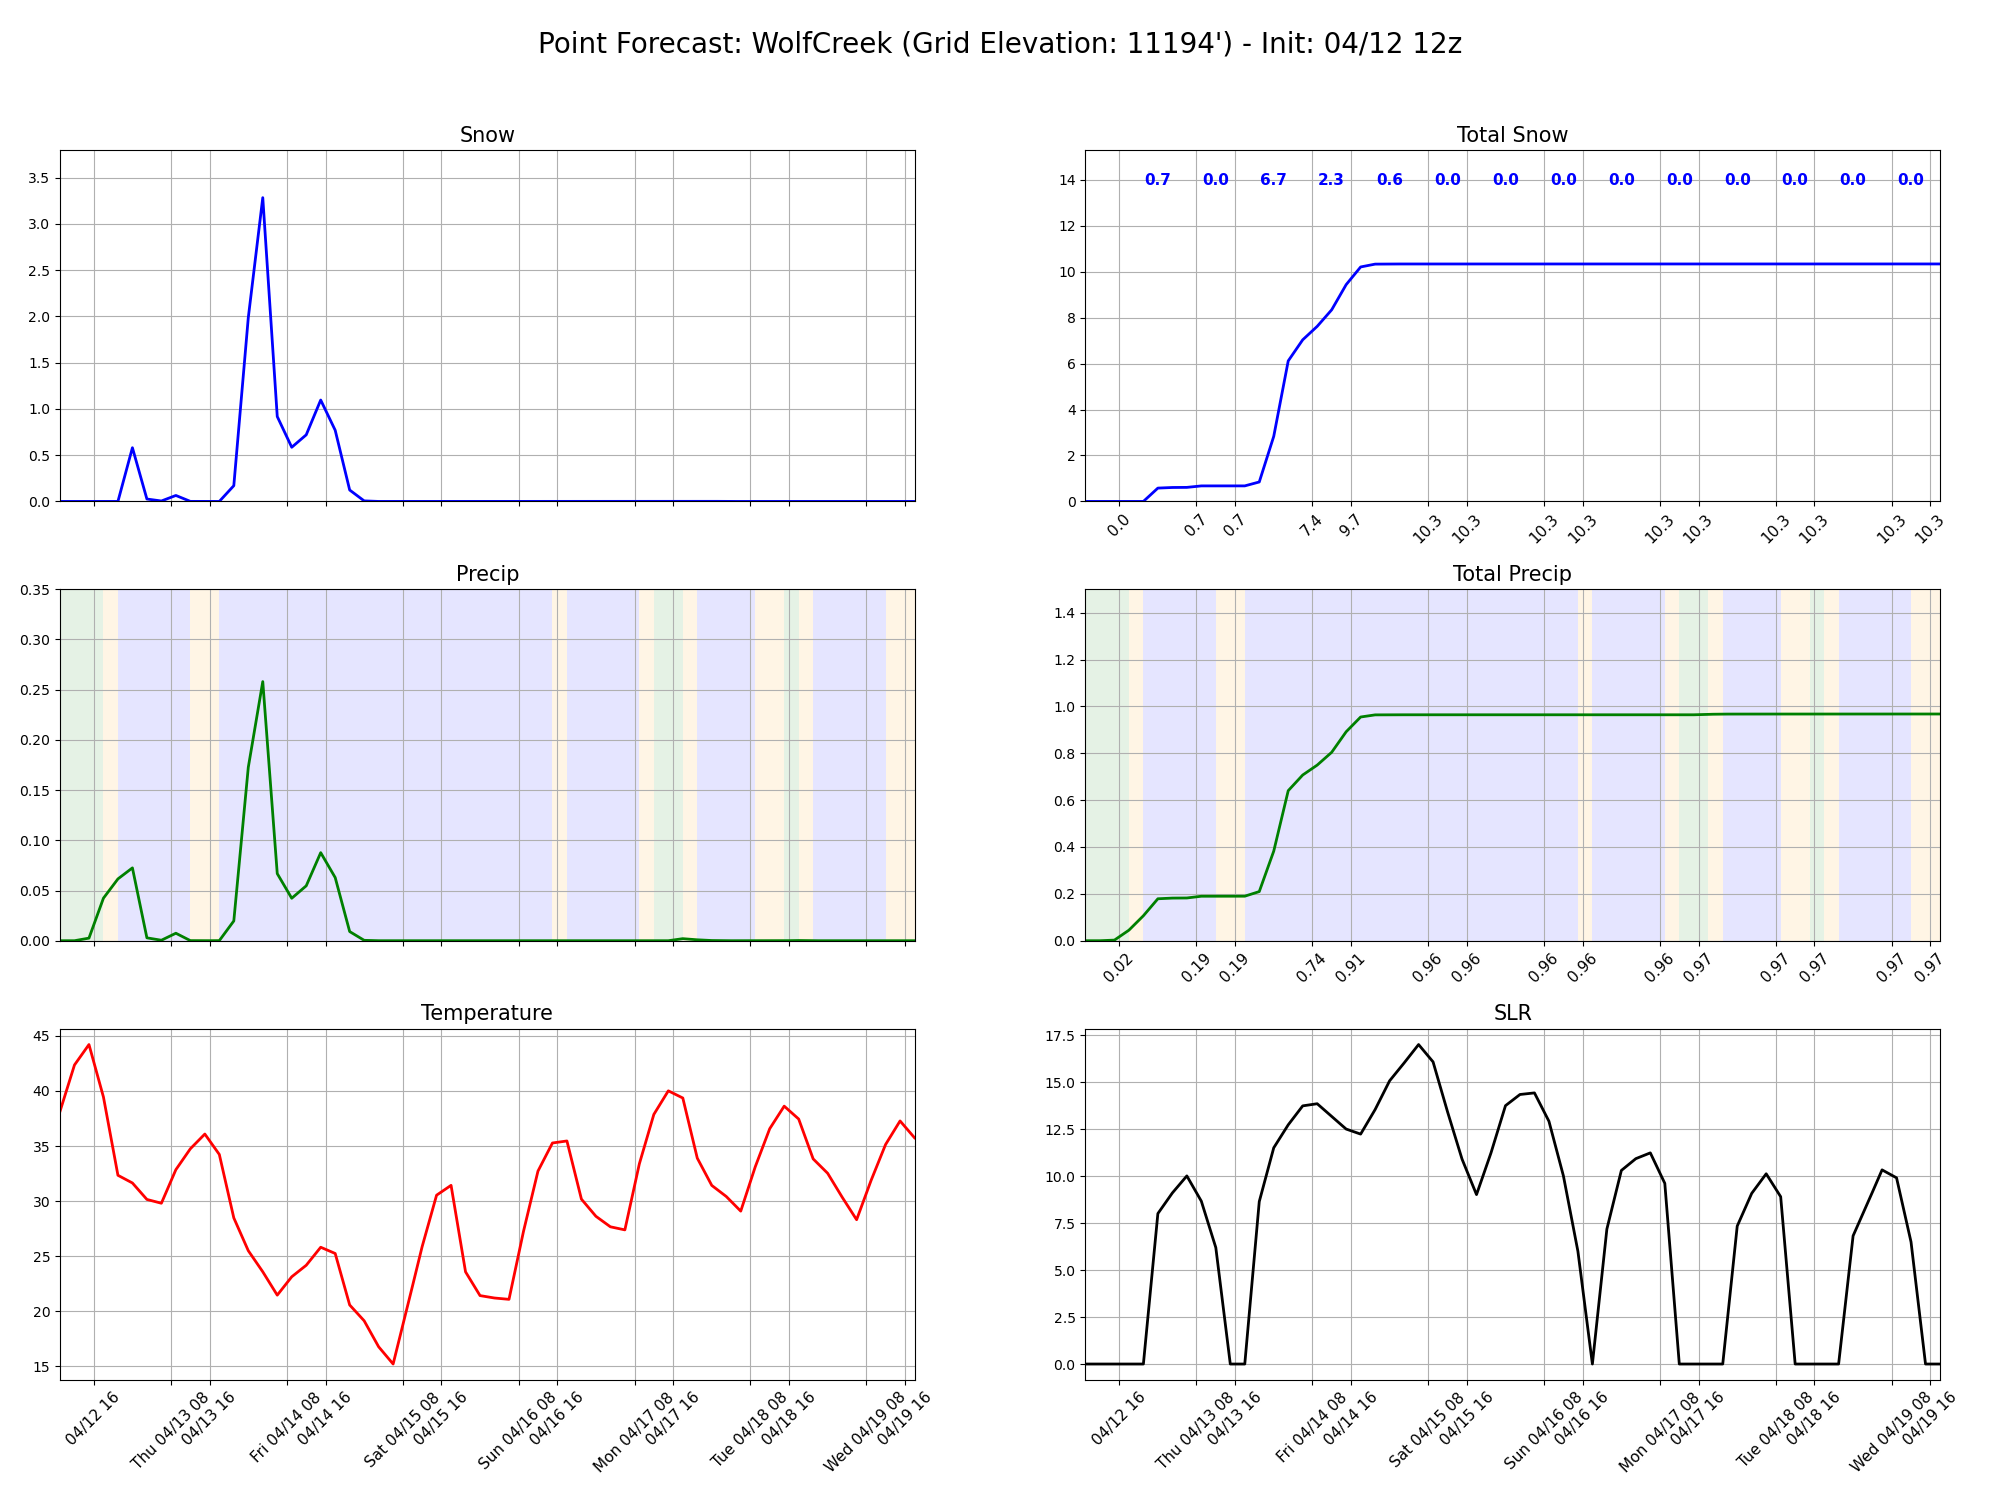 Point Forecast: WolfCreek (Grid Elevation: 11194') - Init: 04/12 12z
Snow
3.5
3.0
2.5
2.0
1.5
1.0
0.5
0.0
Total Snow
0.7 0.0 6.7 2.3 0.6 0.0 0.0 0.0 0.0 0.0 0.0 0.0 0.0 0.0
14
12
10
8
6
4
2
0
0.0 0.7 0.7 7.4 9.7 10.3 10.3 10.3 10.3 10.3 10.3 10.3 10.3 10.3 10.3
Precip
0.35
0.30
0.25
0.20
0.15
0.10
0.05
0.00
Total Precip
1.4
1.2
1.0
0.8
0.6
0.4
0.2
0.0
0.02 0.19 0.19 0.74 0.91 0.96 0.96 0.96 0.96 0.96 0.97 0.97 0.97 0.97 0.97
Temperature
45
40
35
30
25
20
15
04/12 16
Thu 04/13 08
04/13 16
Fri 04/14 08
04/14 16
Sat 04/15 08
04/15 16
Sun 04/16 08
04/16 16
Mon 04/17 08
04/17 16
Tue 04/18 08
04/18 16
Wed 04/19 08
04/19 16
SLR
17.5
15.0
12.5
10.0
7.5
5.0
2.5
0.0
04/12 16
Thu 04/13 08
04/13 16
Fri 04/14 08
04/14 16
Sat 04/15 08
04/15 16
Sun 04/16 08
04/16 16
Mon 04/17 08
04/17 16
Tue 04/18 08
04/18 16
Wed 04/19 08
04/19 16